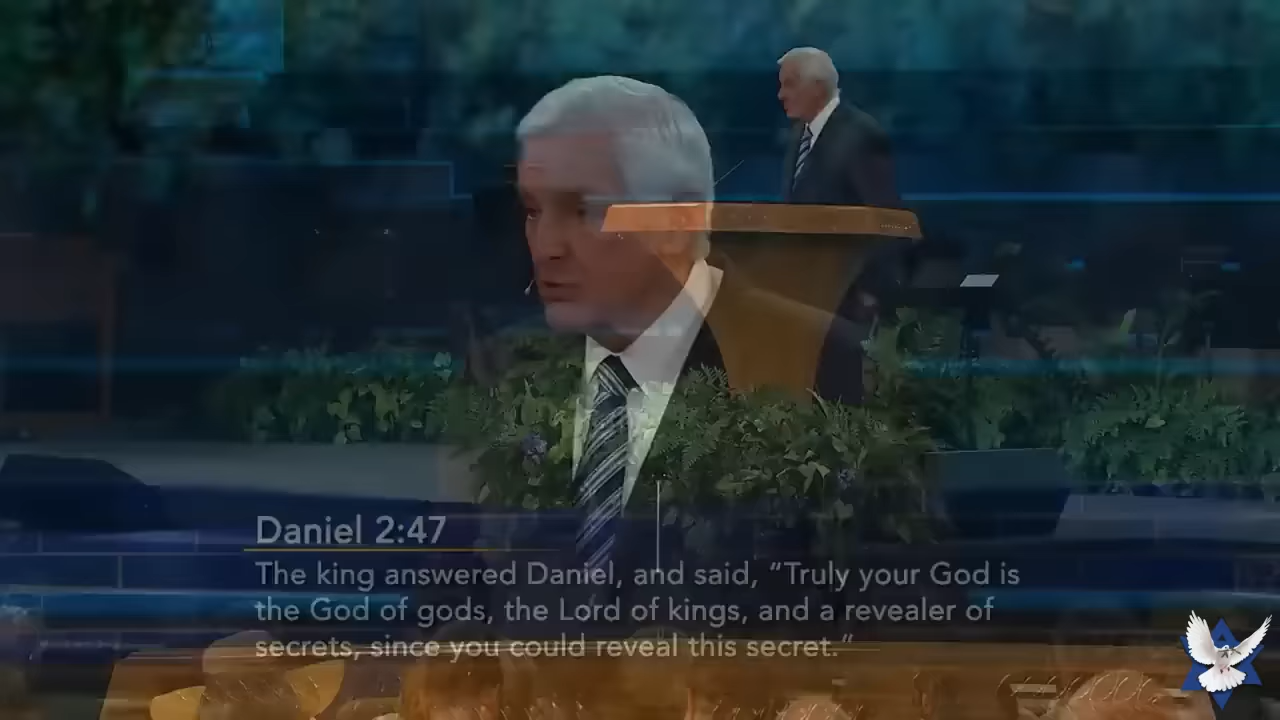 Daniel 2:47
The king answered Daniel, and said, “Truly your God is
the God of gods, the Lord of kings, and a revealer of
secrets, since you could reveal this secret.”